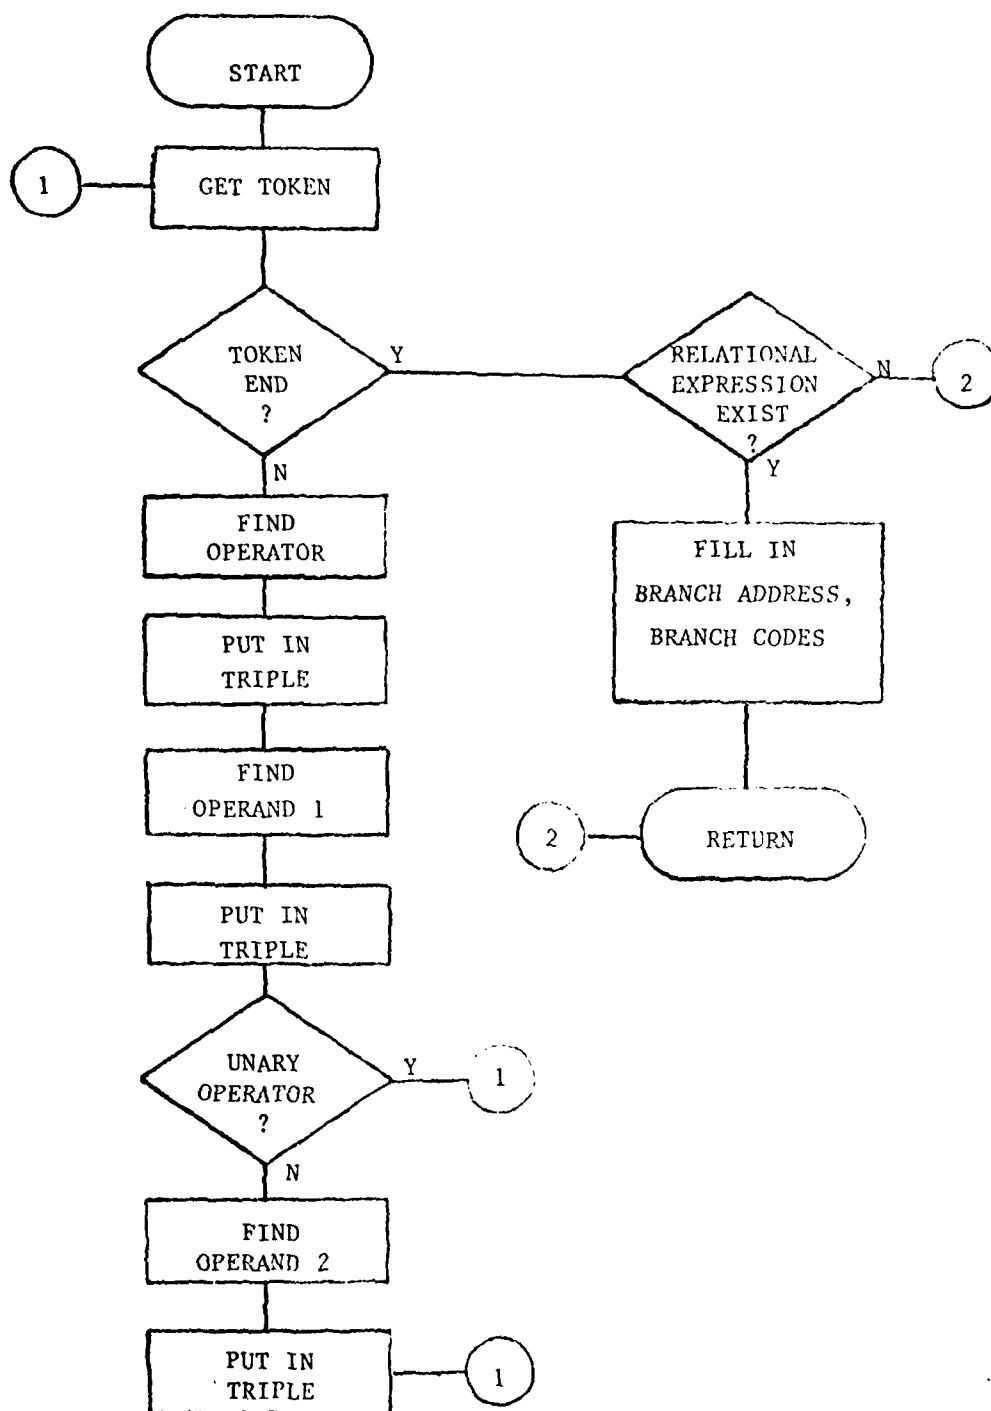 START
1
GET TOKEN
TOKEN
END
?
Y
N
RELATIONAL
EXPRESSION
EXIST
?
N
2
Y
FIND
OPERATOR
FILL IN
BRANCH ADDRESS,
BRANCH CODES
PUT IN
TRIPLE
FIND
OPERAND 1
2
RETURN
PUT IN
TRIPLE
UNARY
OPERATOR
?
Y
1
N
FIND
OPERAND 2
PUT IN
TRIPLE
1